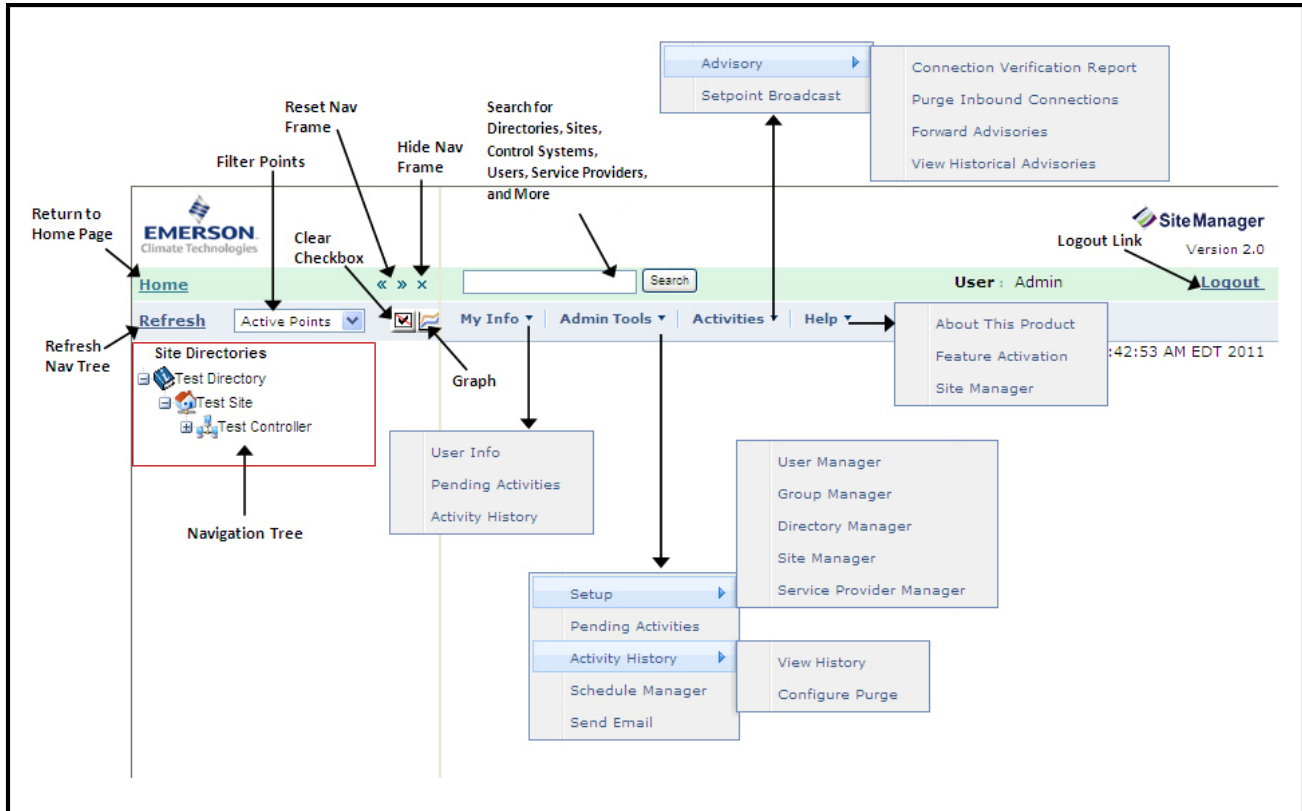 Advisory
Setpoint Broadcast
Connection Verification Report
Purge Inbound Connections
Forward Advisories
View Historical Advisories
Reset Nav
Frame
Search for
Directories, Sites,
Control Systems,
Users, Service Providers,
and More
Hide Nav
Frame
Filter Points
Return to
Home Page
EMERSON.
Climate Technologies
Clear
Checkbox
SiteManager
Version 2.0
Logout Link
Home
« » ×
Search
User : Admin
Logout
Refresh
Active Points
My Info
Admin Tools
Activities
Help
About This Product
Feature Activation
Site Manager
:42:53 AM EDT 2011
Refresh
Nav Tree
Site Directories
Test Directory
Test Site
Test Controller
Graph
Navigation Tree
User Info
Pending Activities
Activity History
User Manager
Group Manager
Directory Manager
Site Manager
Service Provider Manager
Setup
Pending Activities
Activity History
Schedule Manager
Send Email
View History
Configure Purge